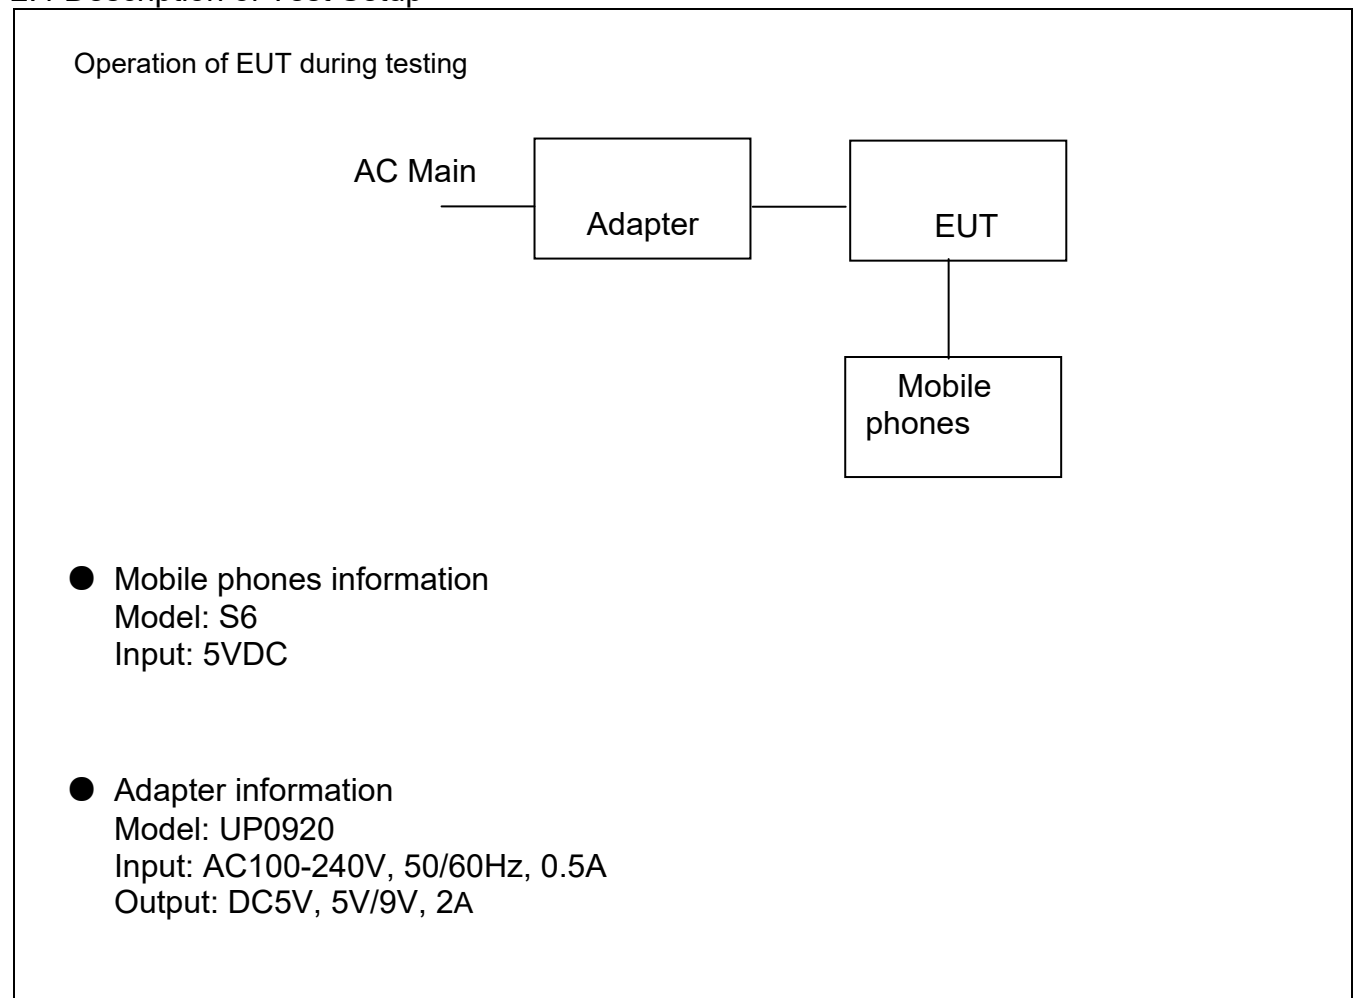 Operation of EUT during testing
AC Main
Adapter
EUT
Mobile
phones
● Mobile phones information
Model: S6
Input: 5VDC
● Adapter information
Model: UP0920
Input: AC100-240V, 50/60Hz, 0.5A
Output: DC5V, 5V/9V, 2A